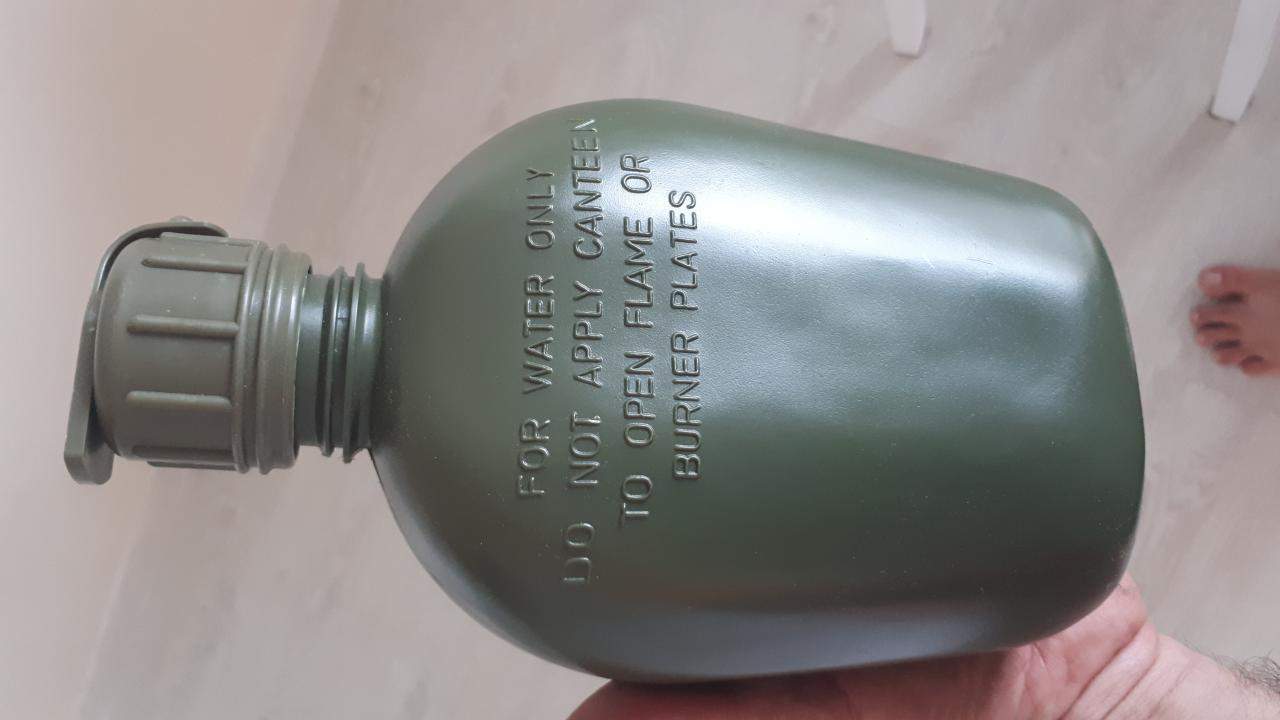 FOR WATER ONLY
DO NOT APPLY CANTEEN
TO OPEN FLAME OR
BURNER PLATES